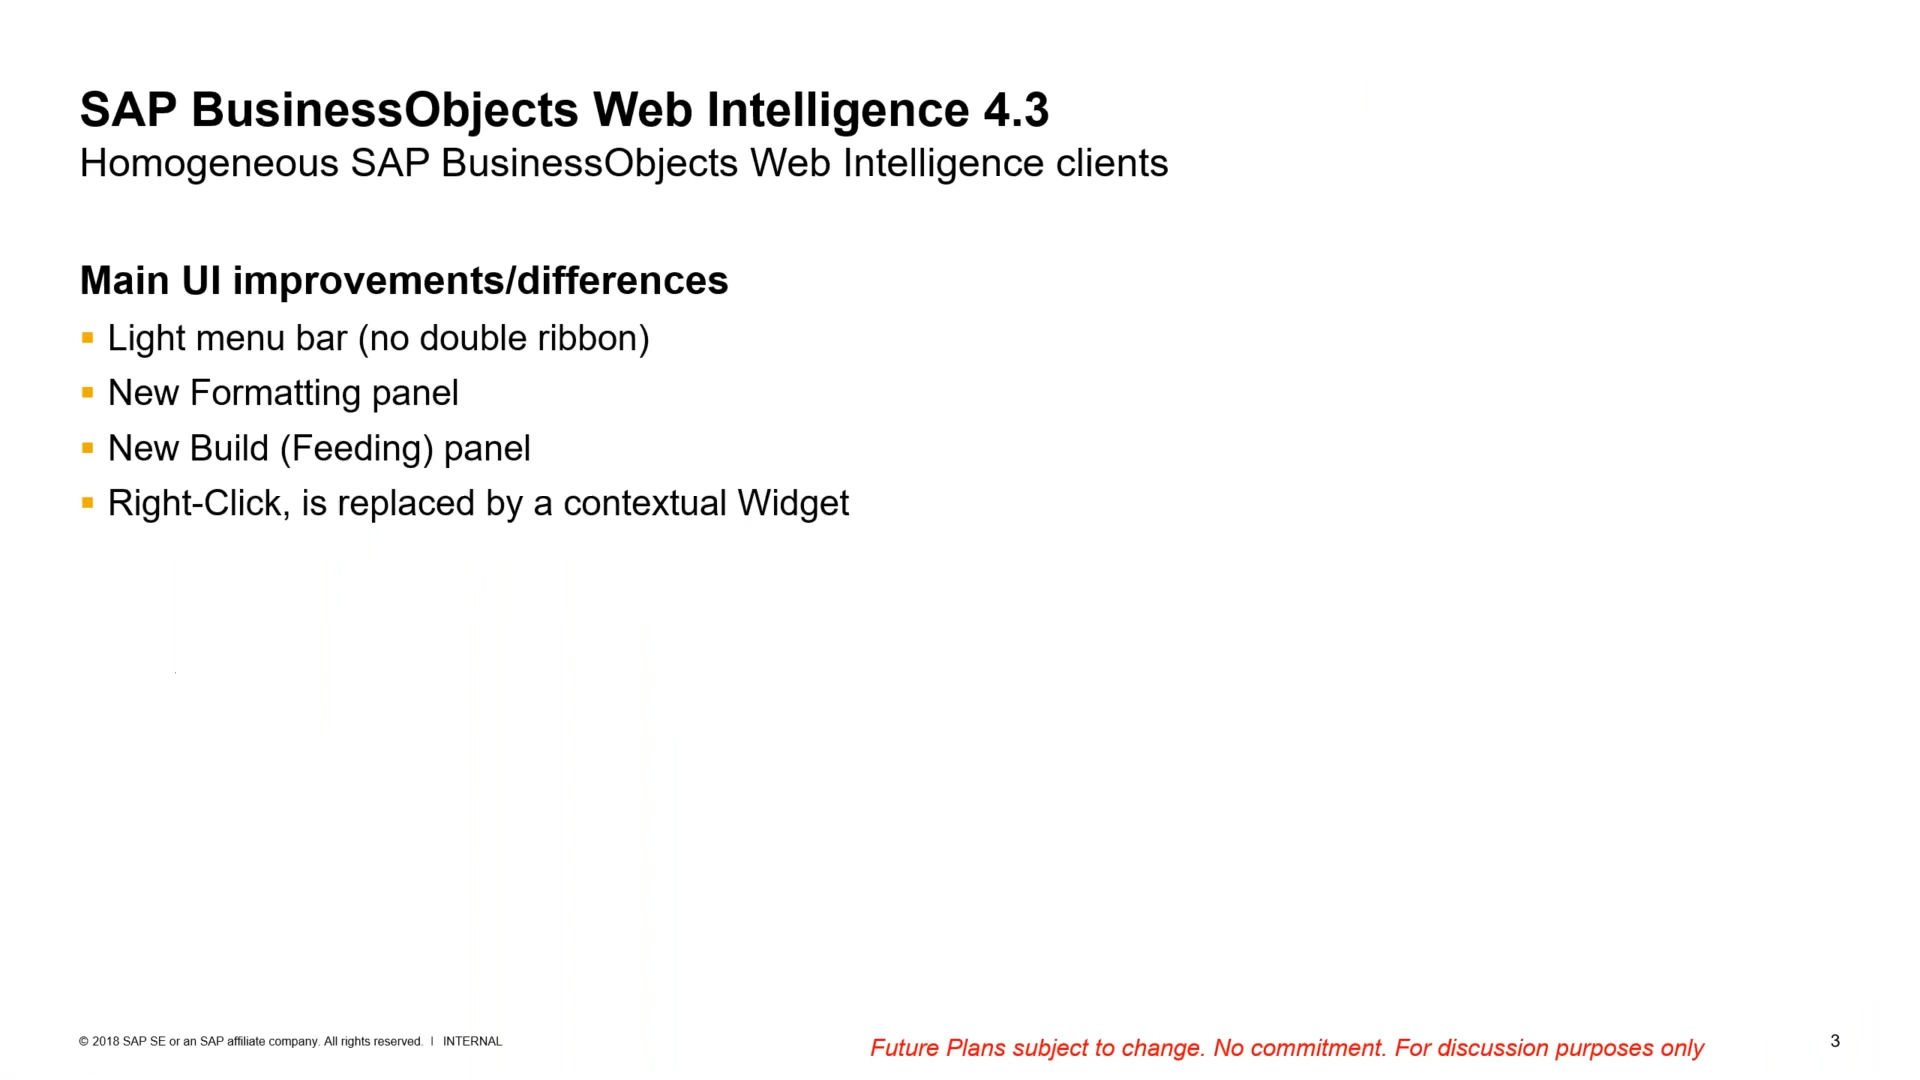 SAP BusinessObjects Web Intelligence 4.3
Homogeneous SAP BusinessObjects Web Intelligence clients
Main UI improvements/differences
▪ Light menu bar (no double ribbon)
▪ New Formatting panel
▪ New Build (Feeding) panel
▪ Right-Click, is replaced by a contextual Widget
© 2018 SAP SE or an SAP affiliate company. All rights reserved. | INTERNAL
Future Plans subject to change. No commitment. For discussion purposes only
3